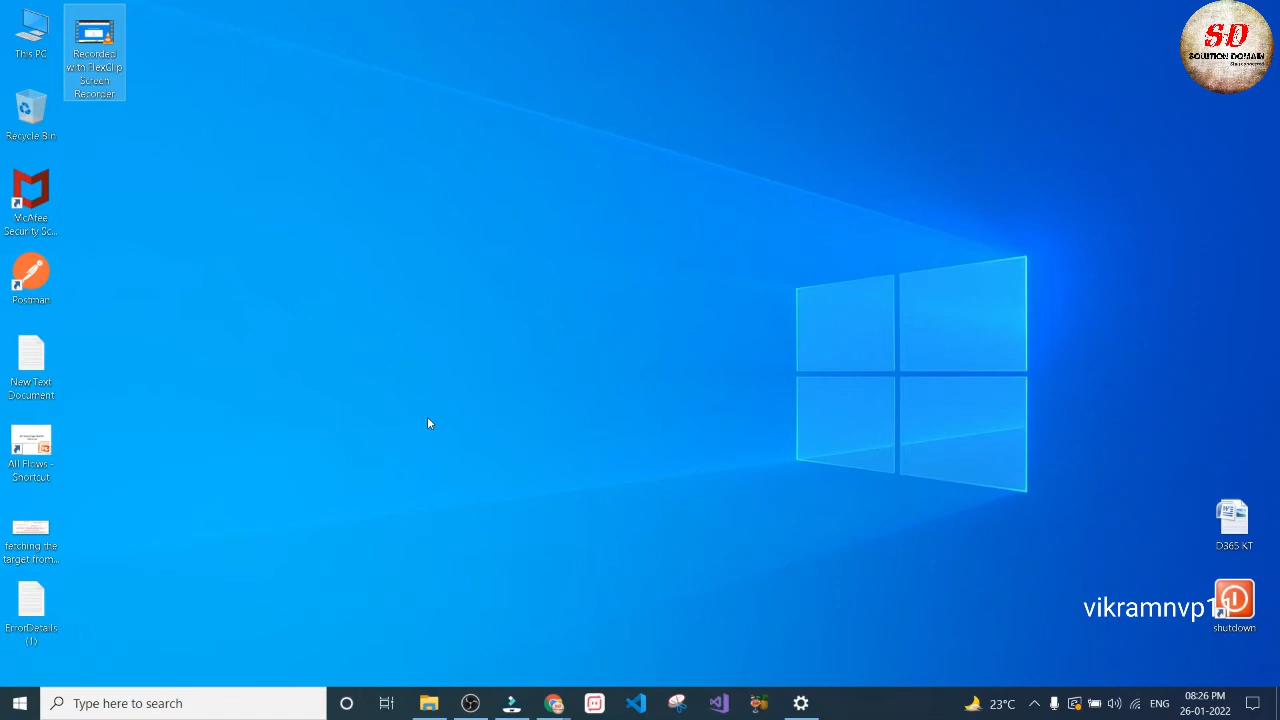 This PC
Recorded
with FlexClip
Screen
Recorder
Recycle Bin
McAfee
Security Sc...
Postman
New Text
Document
All Flows -
Shortcut
fetching the
target from...
ErrorDetails
(1)
SD
SOLUTION DOMAIN
D365 KT
vikramnvp11
shutdown
Type here to search
23°C
ENG
08:26 PM
26-01-2022